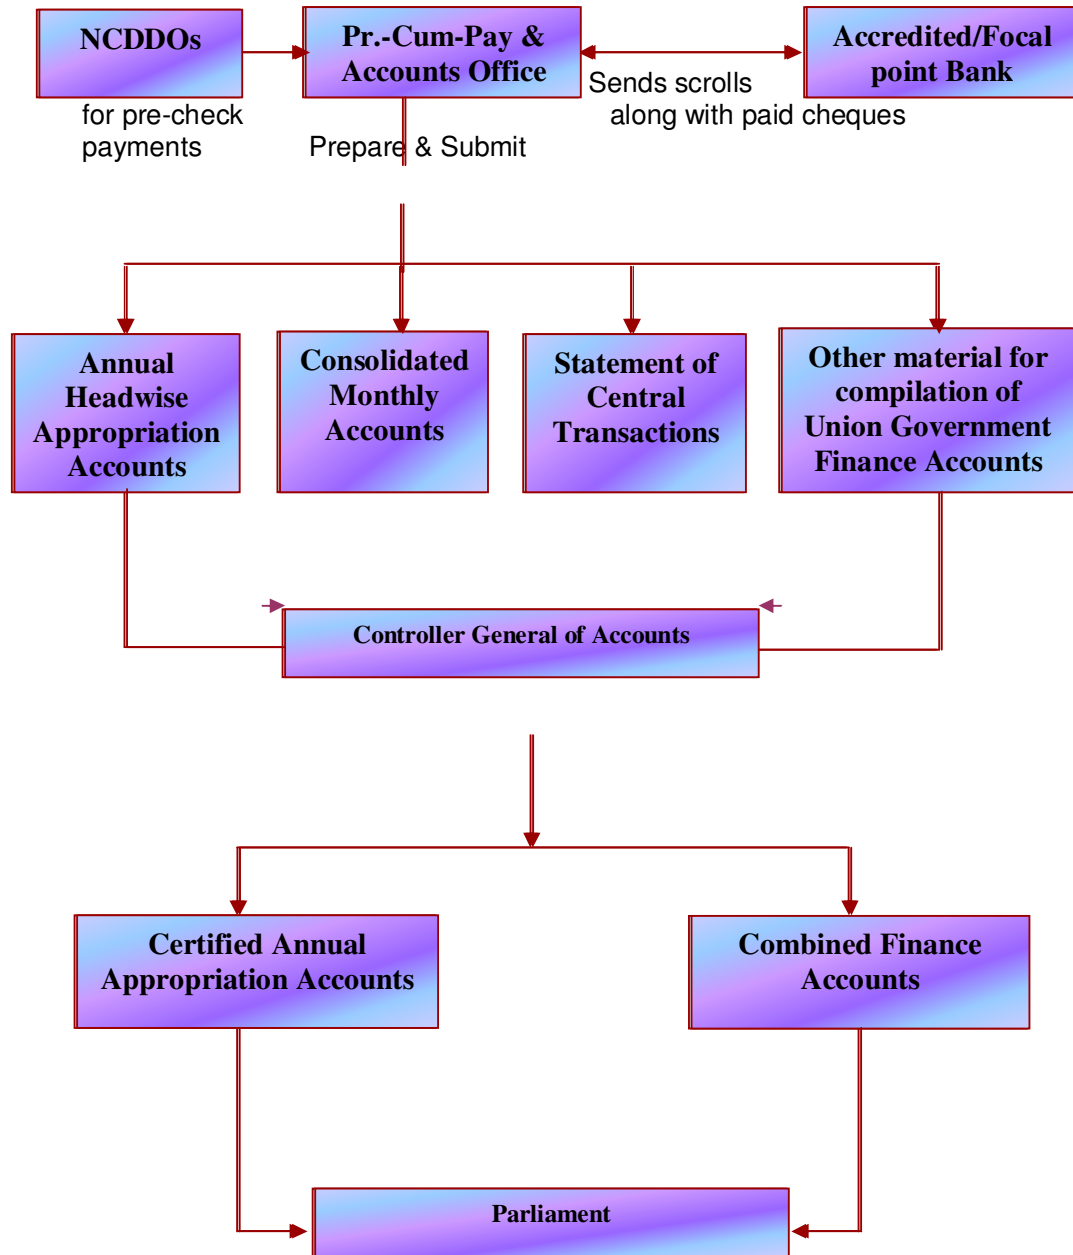 NCDDOs
for pre-check
payments
Pr.-Cum-Pay &
Accounts Office
Prepare & Submit
Sends scrolls
along with paid cheques
Accredited/Focal
point Bank
Annual
Headwise
Appropriation
Accounts
Consolidated
Monthly
Accounts
Statement of
Central
Transactions
Other material for
compilation of
Union Government
Finance Accounts
Controller General of Accounts
Certified Annual
Appropriation Accounts
Combined Finance
Accounts
Parliament